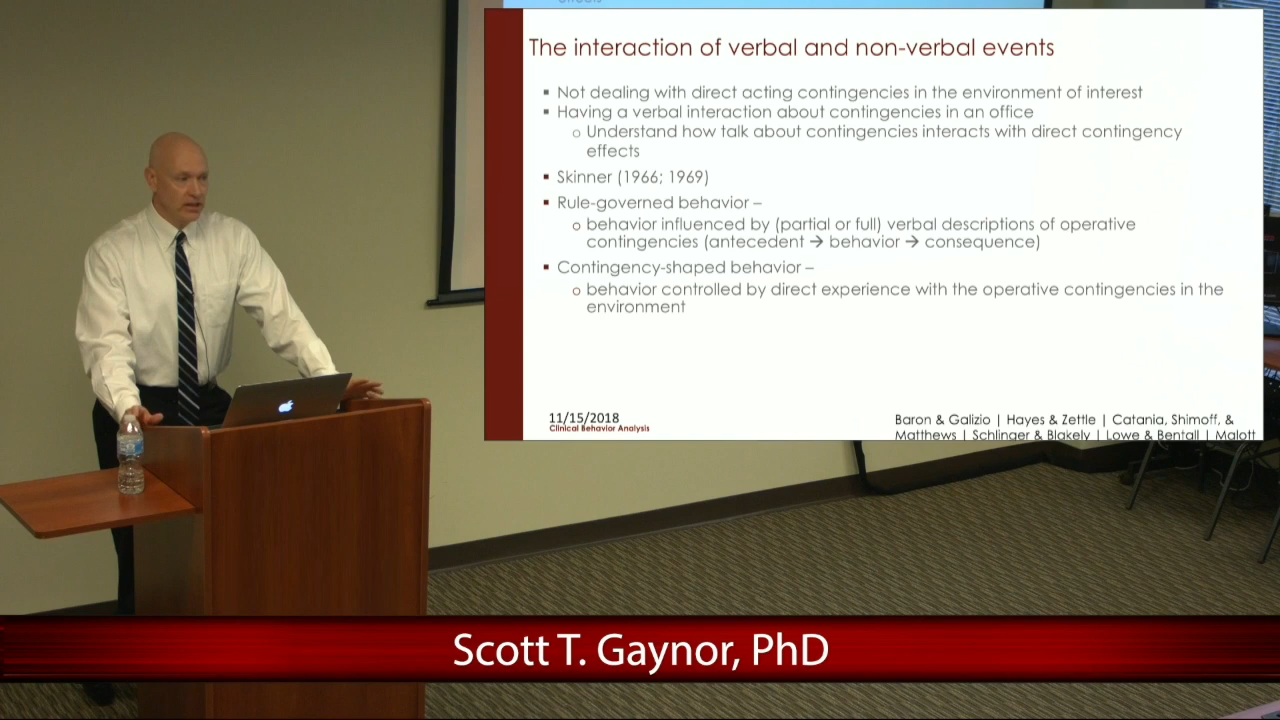 effects
The interaction of verbal and non-verbal events
▪ Not dealing with direct acting contingencies in the environment of interest
▪ Having a verbal interaction about contingencies in an office
○ Understand how talk about contingencies interacts with direct contingency
effects
▪ Skinner (1966; 1969)
▪ Rule-governed behavior –
○ behavior influenced by (partial or full) verbal descriptions of operative
contingencies (antecedent → behavior → consequence)
▪ Contingency-shaped behavior –
○ behavior controlled by direct experience with the operative contingencies in the
environment
11/15/2018
Clinical Behavior Analysis
Baron & Galizio | Hayes & Zettle | Catania, Shimoff, &
Matthews | Schlinger & Blakely | Lowe & Bentall | Malott
Scott T. Gaynor, PhD